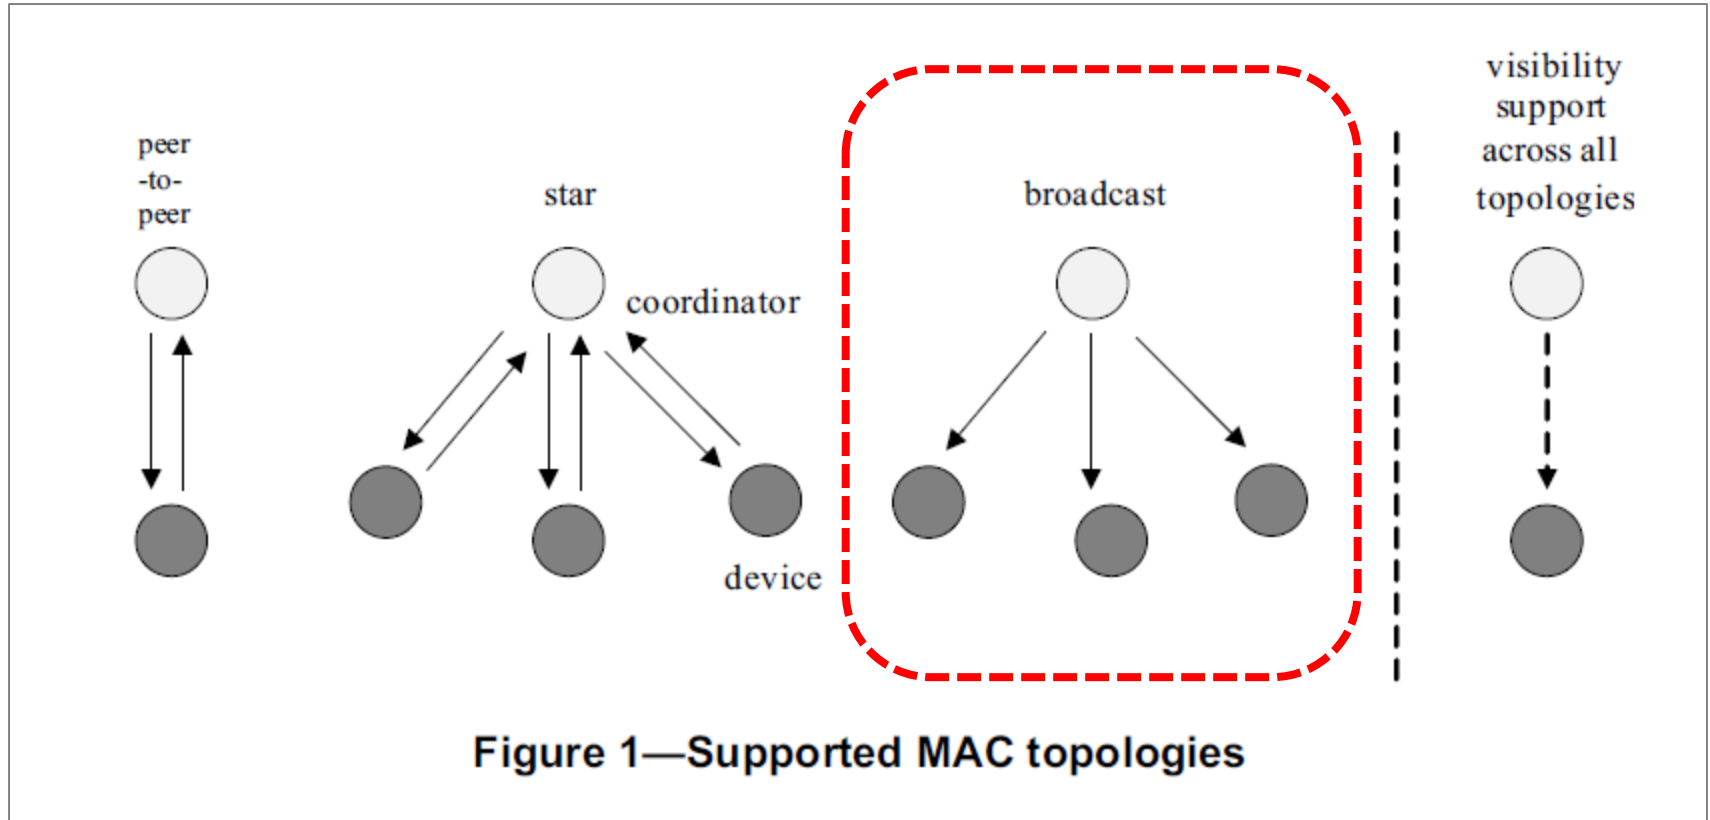 peer
-to-
peer
star
coordinator
device
broadcast
visibility
support
across all
topologies
Figure 1—Supported MAC topologies